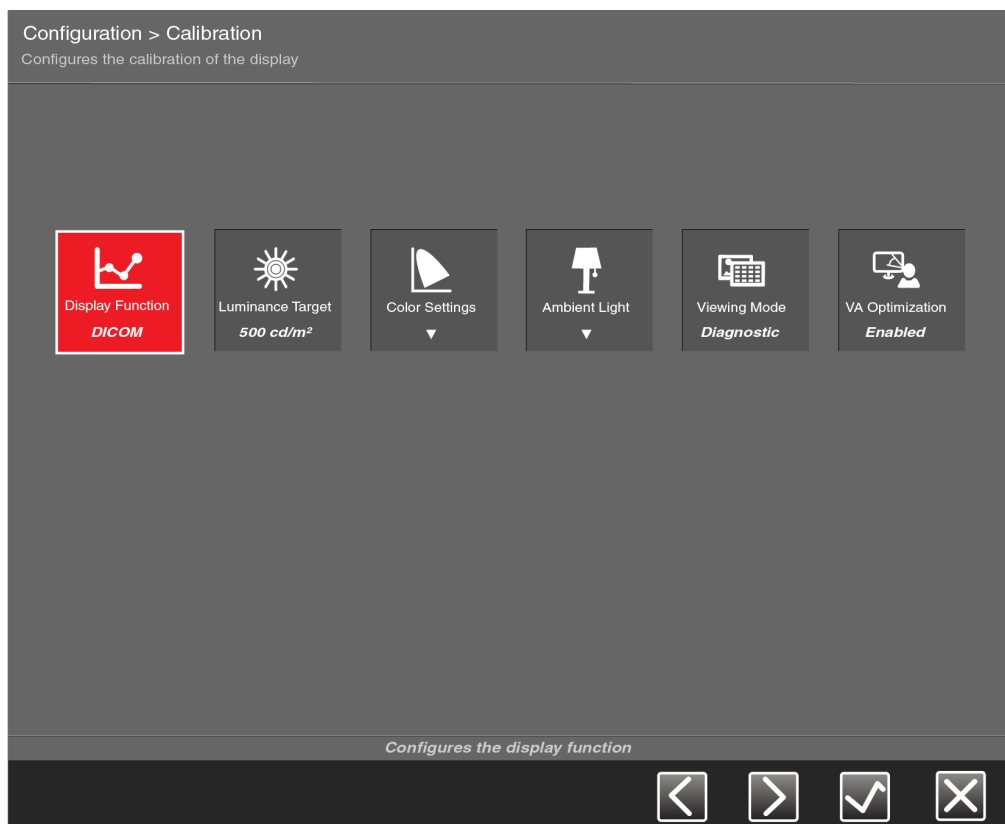 Configuration > Calibration
Configures the calibration of the display
Display Function
DICOM
Luminance Target
500 cd/m²
Color Settings
▼
Ambient Light
▼
Viewing Mode
Diagnostic
VA Optimization
Enabled
Configures the display function